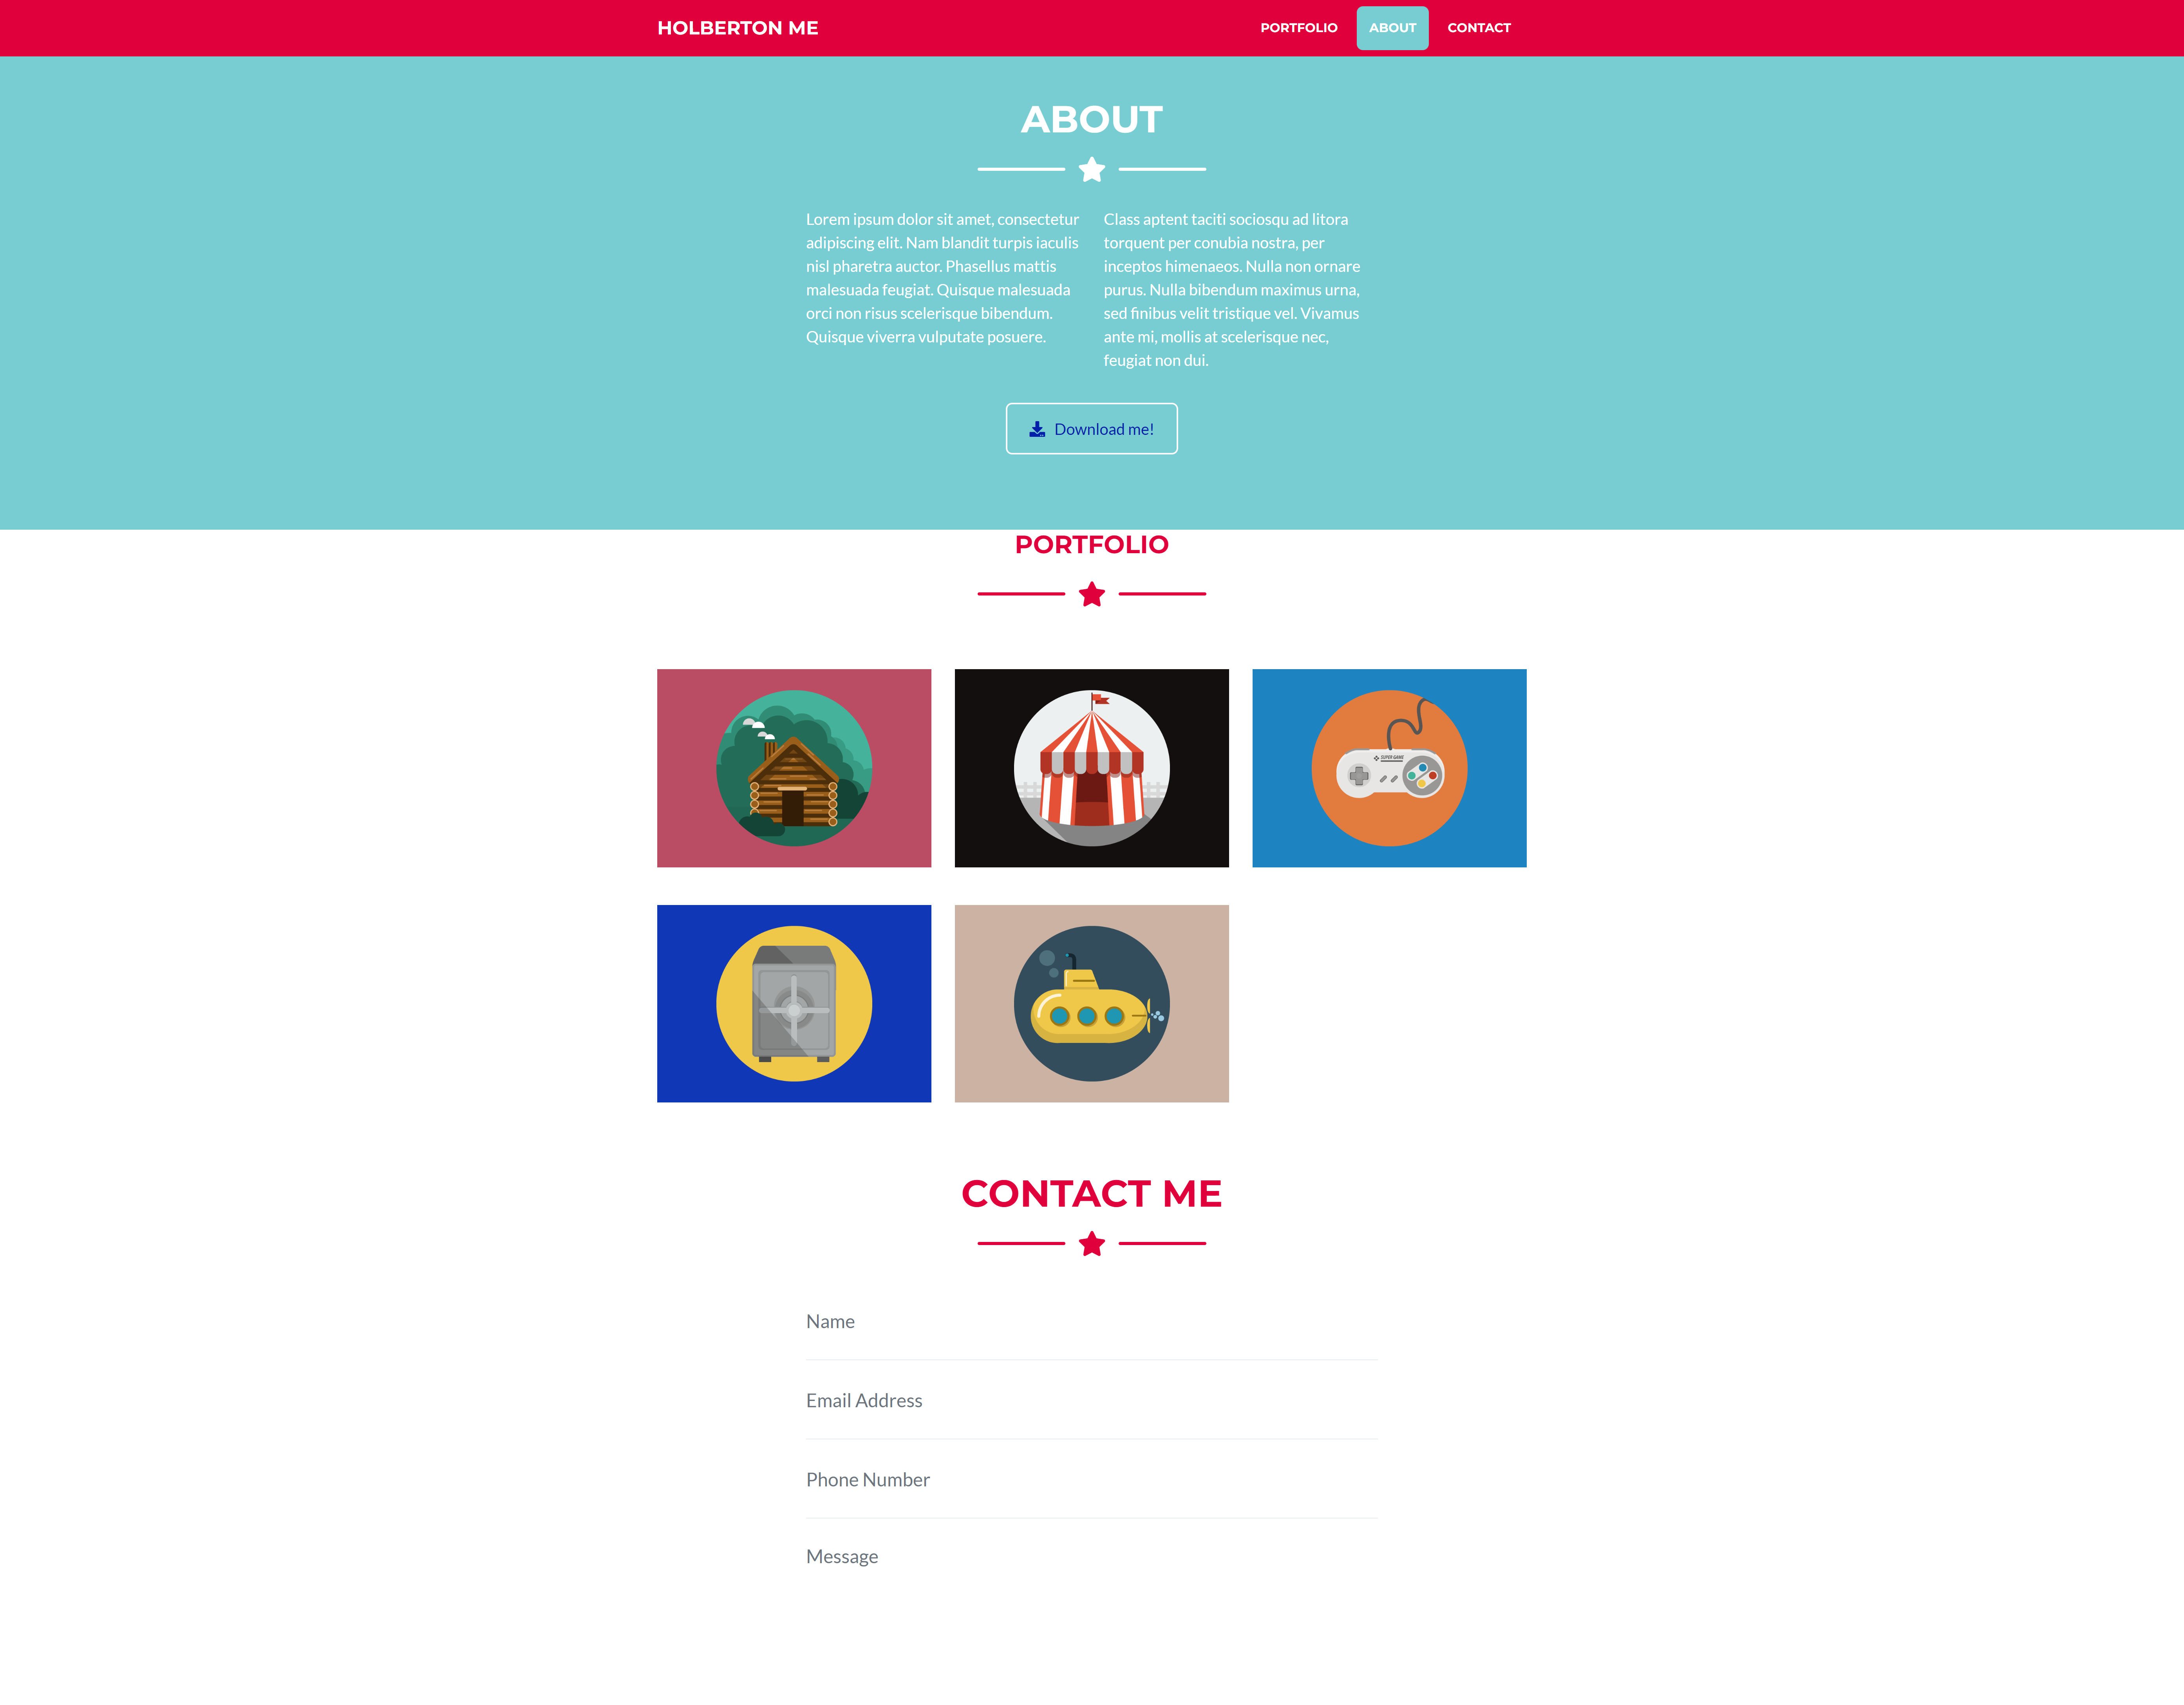 HOLBERTON ME
PORTFOLIO ABOUT CONTACT
ABOUT
Lorem ipsum dolor sit amet, consectetur
adipiscing elit. Nam blandit turpis iaculis
nisl pharetra auctor. Phasellus mattis
malesuada feugiat. Quisque malesuada
orci non risus scelerisque bibendum.
Quisque viverra vulputate posuere.
Class aptent taciti sociosqu ad litora
torquent per conubia nostra, per
inceptos himenaeos. Nulla non ornare
purus. Nulla bibendum maximus urna,
sed finibus velit tristique vel. Vivamus
ante mi, mollis at scelerisque nec,
feugiat non dui.
Download me!
PORTFOLIO
SUPER GAME
CONTACT ME
Name
Email Address
Phone Number
Message